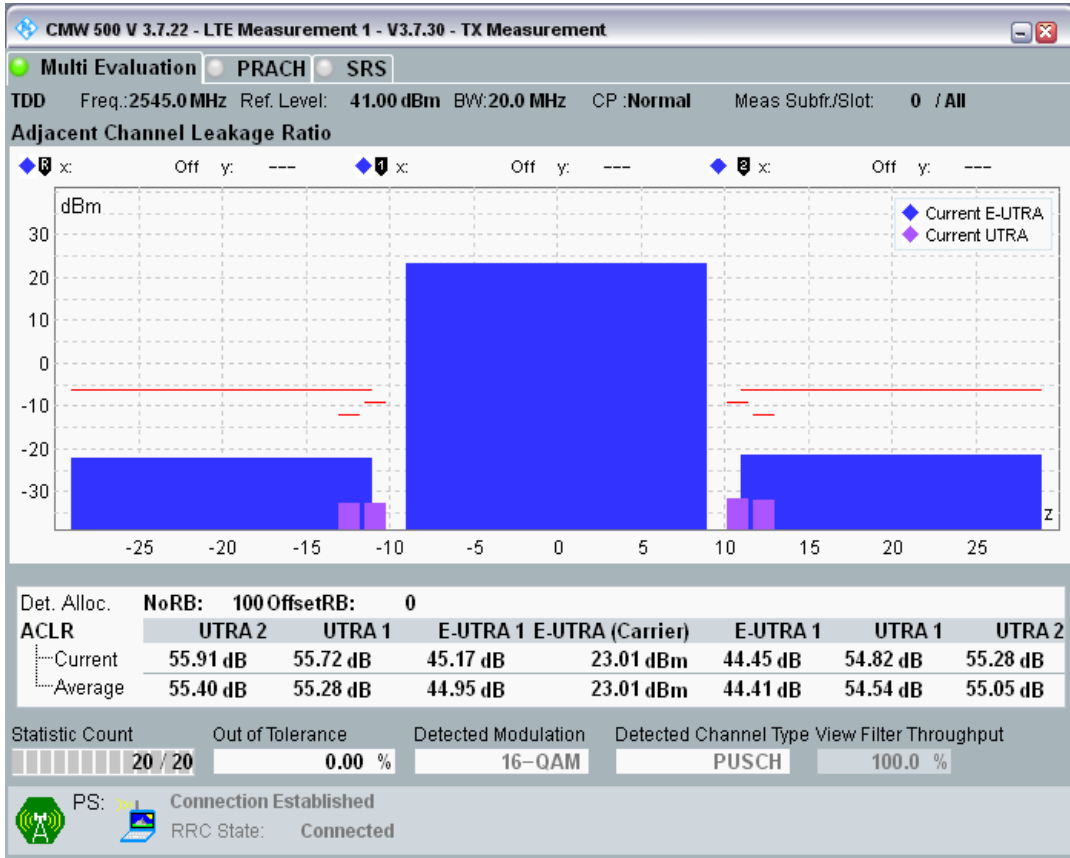 CMW 500 V 3.7.22 - LTE Measurement 1 - V3.7.30 - TX Measurement
Multi Evaluation PRACH SRS
TDD Freq.:2545.0 MHz Ref. Level: 41.00 dBm BW:20.0 MHz CP :Normal Meas Subfr./Slot: 0 / All
Adjacent Channel Leakage Ratio
R x: Off y: --- 1 x: Off y: --- 2 x: Off y: ---
dBm
Current E-UTRA
Current UTRA
30
20
10
0
-10
-20
-30
z
-25 -20 -15 -10 -5 0 5 10 15 20 25
Det. Alloc. NoRB: 100 OffsetRB: 0
ACLR UTRA 2 UTRA 1 E-UTRA 1 E-UTRA (Carrier) E-UTRA 1 UTRA 1 UTRA 2
Current 55.91 dB 55.72 dB 45.17 dB 23.01 dBm 44.45 dB 54.82 dB 55.28 dB
Average 55.40 dB 55.28 dB 44.95 dB 23.01 dBm 44.41 dB 54.54 dB 55.05 dB
Statistic Count Out of Tolerance Detected Modulation Detected Channel Type View Filter Throughput
20 / 20 0.00 % 16-QAM PUSCH 100.0 %
PS: Connection Established
RRC State: Connected